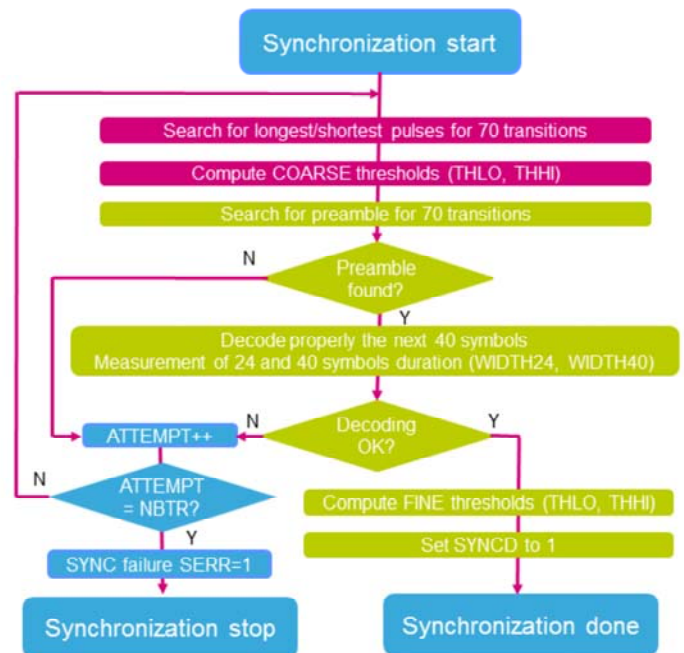 Synchronization start
Search for longest/shortest pulses for 70 transitions
Compute COARSE thresholds (THLO, THHI)
Search for preamble for 70 transitions
N
Preamble
found?
Y
Decode properly the next 40 symbols
Measurement of 24 and 40 symbols duration (WIDTH24, WIDTH40)
ATTEMPT++
N
Decoding
OK?
Y
N
ATTEMPT
= NBTR?
Y
Compute FINE thresholds (THLO, THHI)
Set SYNCD to 1
SYNC failure SERR=1
Synchronization stop
Synchronization done